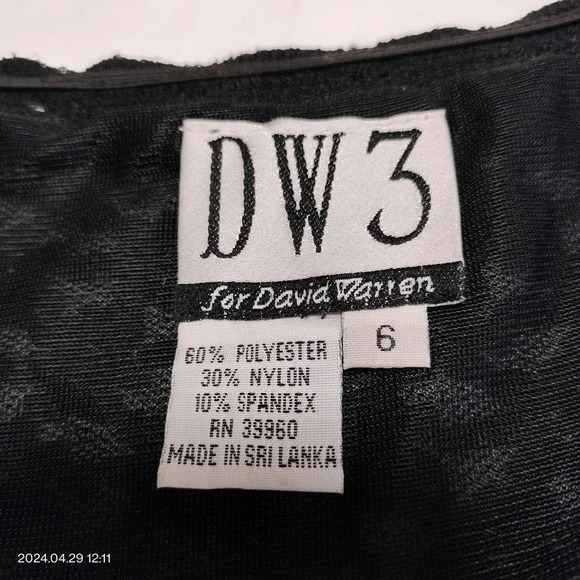 DW3
for David Warren
6
60% POLYESTER
30% NYLON
10% SPANDEX
RN 39960
MADE IN SRI LANKA
2024.04.29 12:11